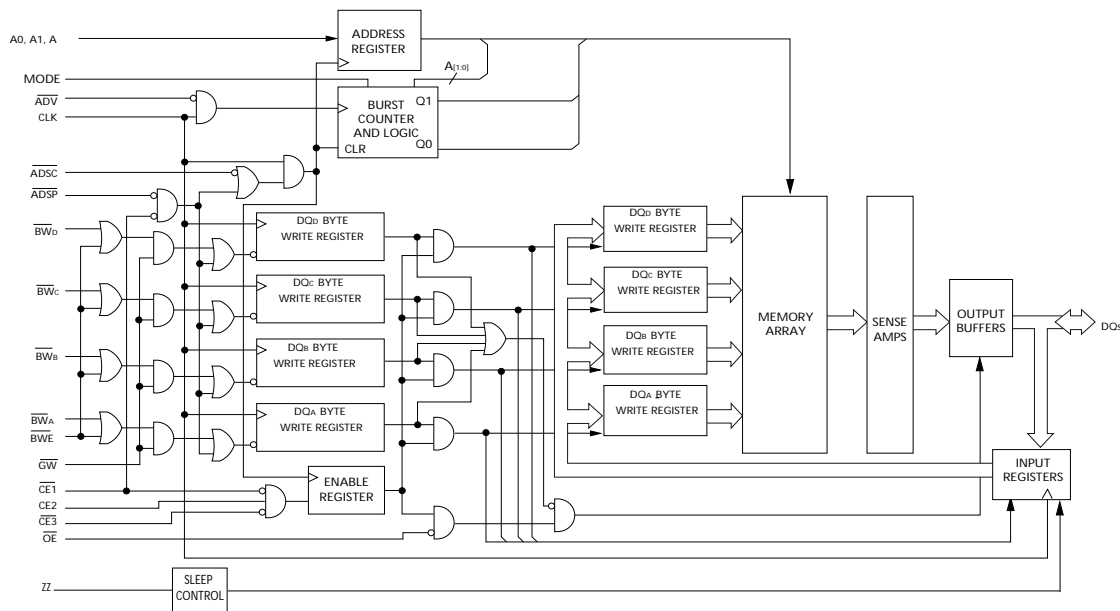 A0, A1, A
ADDRESS
REGISTER
MODE
A[1:0]
ADV
CLK
BURST
COUNTER
AND LOGIC
CLR
Q1
Q0
ADSC
ADSP
BWD
DQD BYTE
WRITE REGISTER
DQD BYTE
WRITE REGISTER
BWC
DQC BYTE
WRITE REGISTER
DQC BYTE
WRITE REGISTER
MEMORY
ARRAY
SENSE
AMPS
OUTPUT
BUFFERS
DQs
BWB
DQB BYTE
WRITE REGISTER
DQB BYTE
WRITE REGISTER
BWA
BWE
DQA BYTE
WRITE REGISTER
DQA BYTE
WRITE REGISTER
GW
CE1
CE2
CE3
OE
ENABLE
REGISTER
INPUT
REGISTERS
ZZ
SLEEP
CONTROL